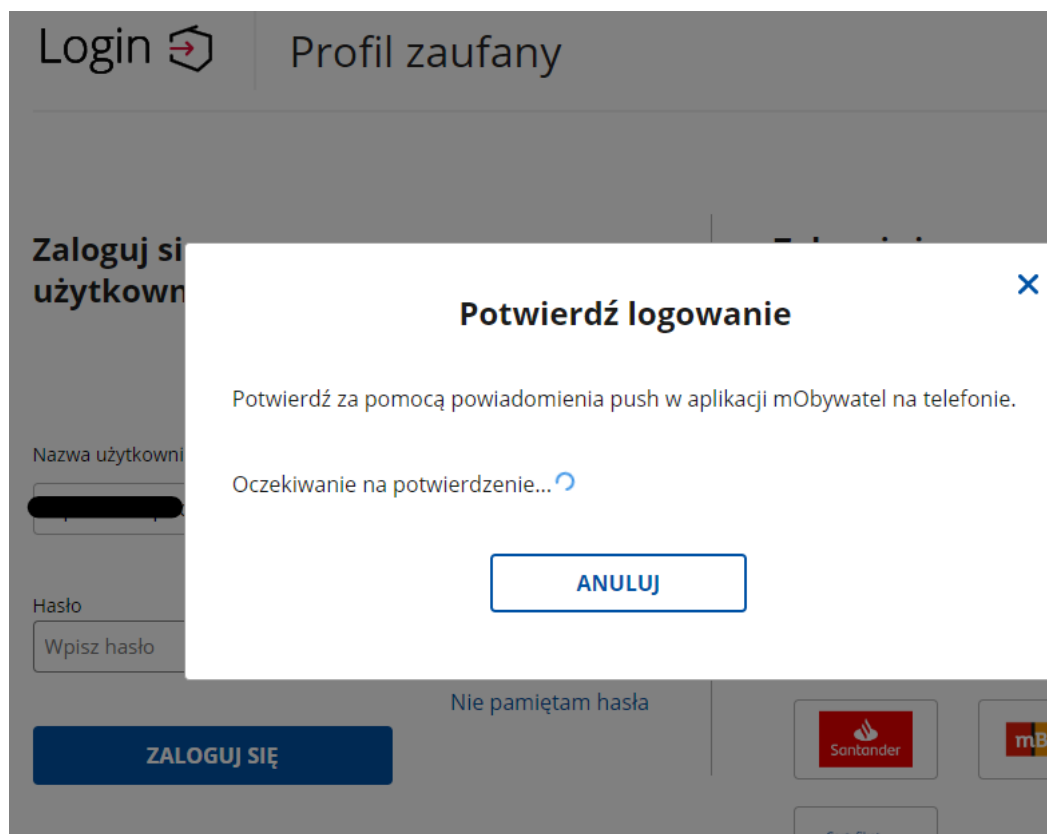 Login
Profil zaufany
Zaloguj si
użytkown
Potwierdź logowanie
Potwierdź za pomocą powiadomienia push w aplikacji mObywatel na telefonie.
Oczekiwanie na potwierdzenie...
ANULUJ
Nazwa użytkowni
Hasło
Wpisz hasło
Nie pamiętam hasła
ZALOGUJ SIĘ
Santander
mB